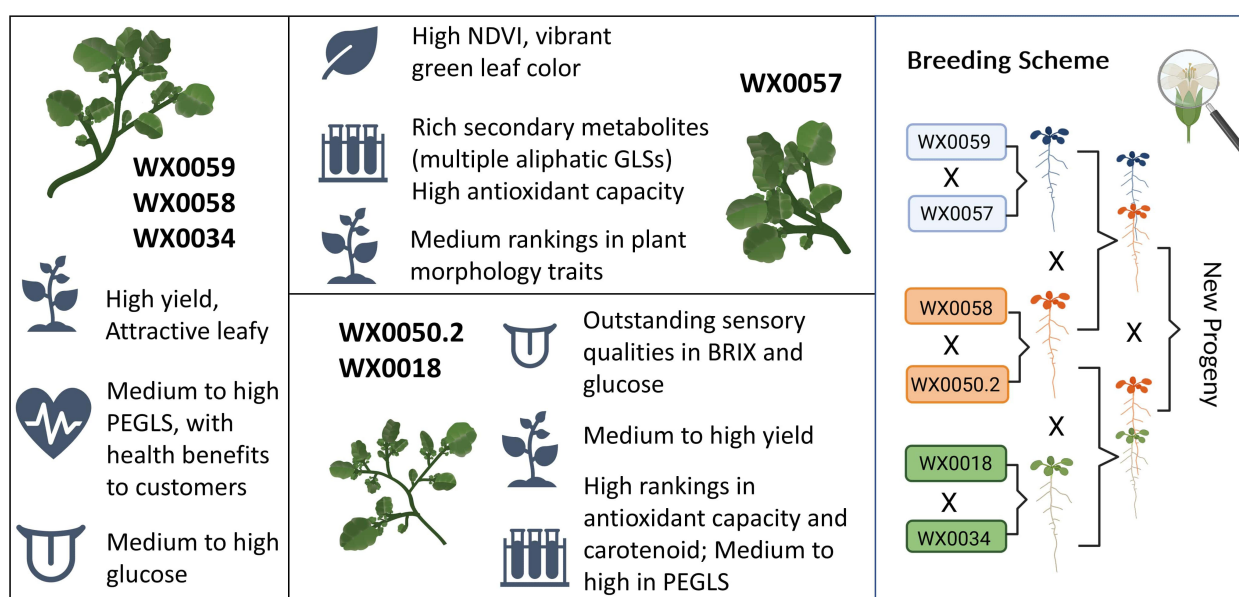 WX0059
WX0058
WX0034
High yield,
Attractive leafy
Medium to high
PEGLS, with
health benefits
to customers
Medium to high
glucose
High NDVI, vibrant
green leaf color
WX0057
Rich secondary metabolites
(multiple aliphatic GLSs)
High antioxidant capacity
Medium rankings in plant
morphology traits
WX0050.2
WX0018
Outstanding sensory
qualities in BRIX and
glucose
Medium to high yield
High rankings in
antioxidant capacity and
carotenoid; Medium to
high in PEGLS
Breeding Scheme
WX0059
X
WX0057
X
WX0058
X
WX0050.2
X
WX0018
X
WX0034
X
New Progeny